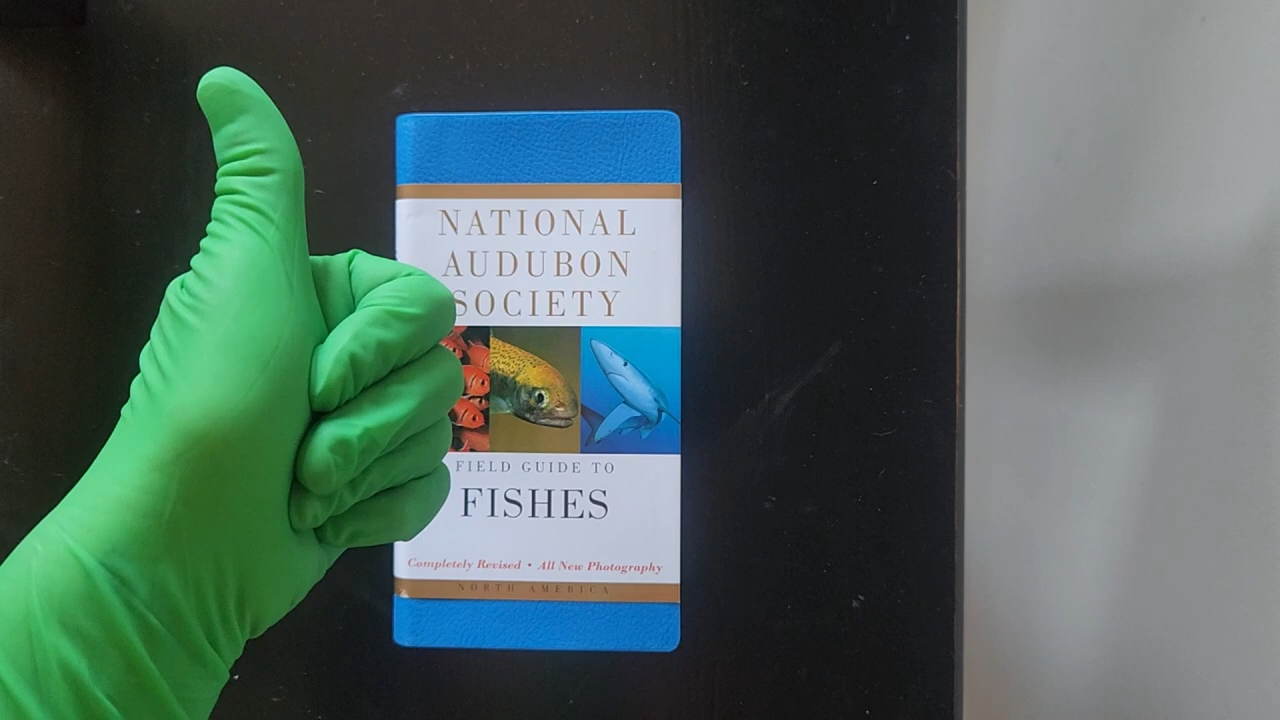 NATIONAL
AUDUBON
SOCIETY
FIELD GUIDE TO
FISHES
Completely Revised • All New Photography
NORTH AMERICA